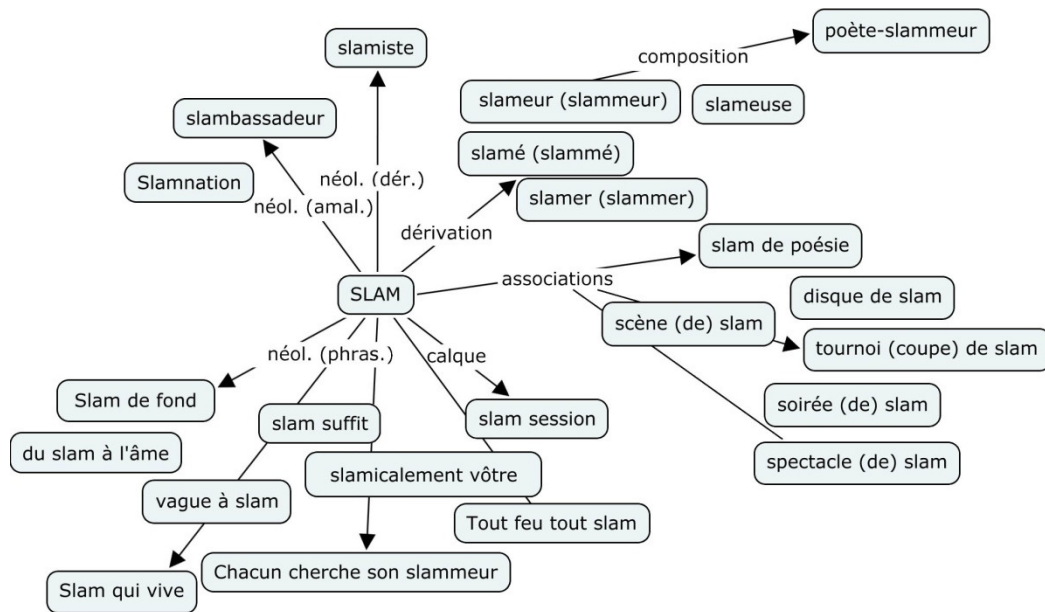 poète-slammeur
slamiste
composition
slameur (slammeur)
slameuse
slambassadeur
slamé (slammé)
Slamnation
néol. (dér.)
slamer (slammer)
néol. (amal.)
dérivation
slam de poésie
associations
SLAM
disque de slam
scène (de) slam
tournoi (coupe) de slam
néol. (phras.)
calque
Slam de fond
soirée (de) slam
slam suffit
slam session
du slam à l'âme
spectacle (de) slam
slamicalement vôtre
vague à slam
Tout feu tout slam
Chacun cherche son slammeur
Slam qui vive